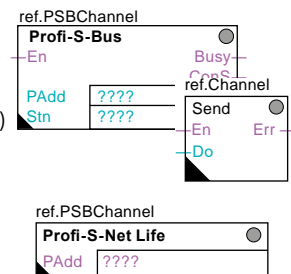 ref.PSBChannel
Profi-S-Bus
En Busy
ConS
ref.Channel
PAdd ????
Send
) Stn ????
En Err
Do
ref.PSBChannel
Profi-S-Net Life
PAdd ????